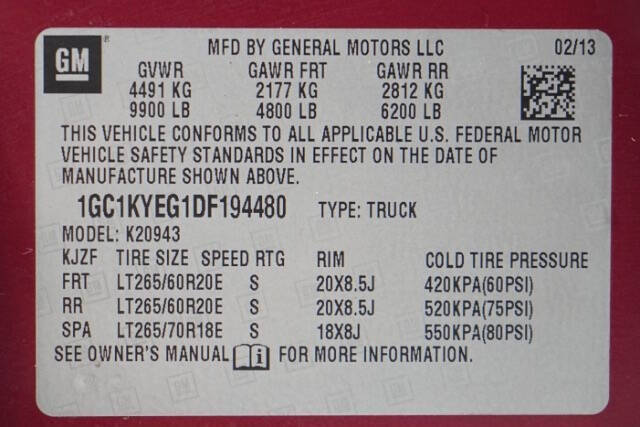 GM ® MFD BY GENERAL MOTORS LLC 02/13
GVWR GAWR FRT GAWR RR
4491 KG 2177 KG 2812 KG
9900 LB 4800 LB 6200 LB
THIS VEHICLE CONFORMS TO ALL APPLICABLE U.S. FEDERAL MOTOR
VEHICLE SAFETY STANDARDS IN EFFECT ON THE DATE OF
MANUFACTURE SHOWN ABOVE.
1GC1KYEG1DF194480 TYPE: TRUCK
MODEL: K20943
KJZF TIRE SIZE SPEED RTG RIM COLD TIRE PRESSURE
FRT LT265/60R20E S 20X8.5J 420KPA(60PSI)
RR LT265/60R20E S 20X8.5J 520KPA(75PSI)
SPA LT265/70R18E S 18X8J 550KPA(80PSI)
SEE OWNER'S MANUAL i FOR MORE INFORMATION.